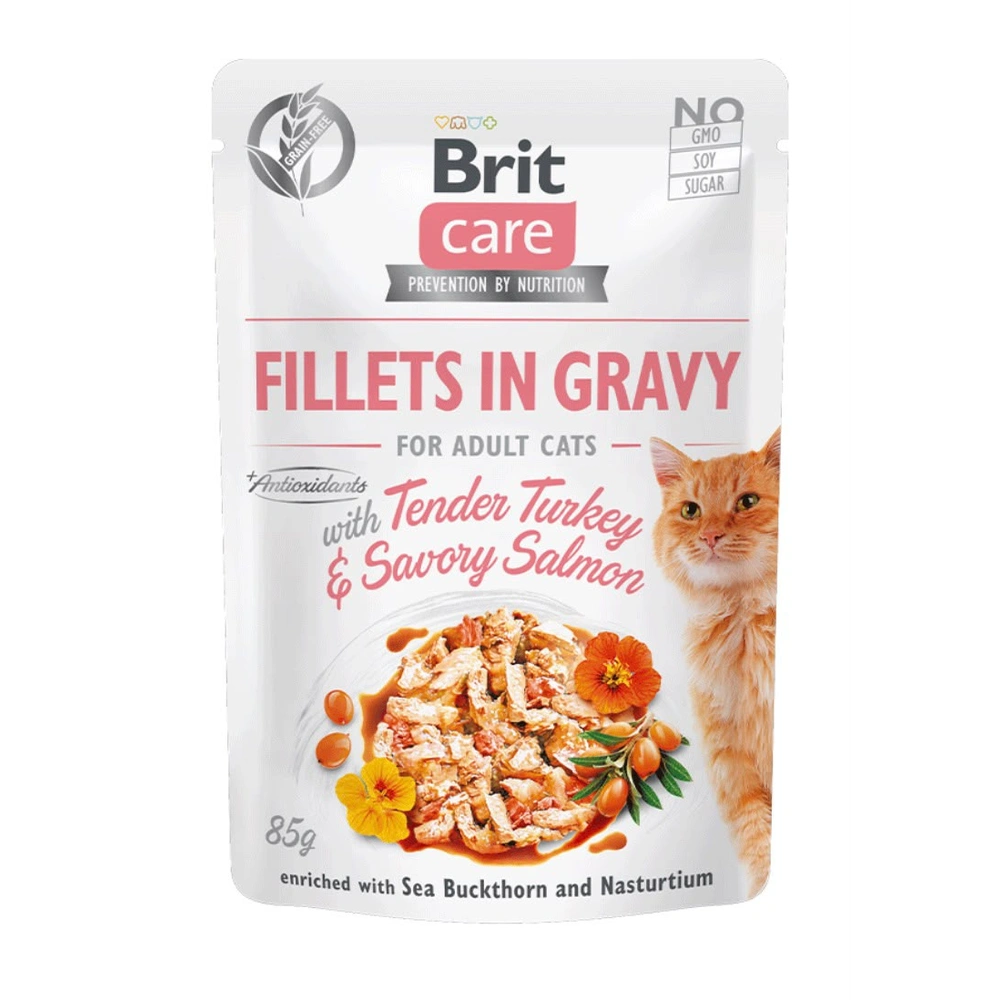 GRAIN-FREE
NO
GMO
SOY
SUGAR
Brit
care
PREVENTION BY NUTRITION
FILLETS IN GRAVY
FOR ADULT CATS
+Antioxidants
with Tender Turkey
& Savory Salmon
85g
enriched with Sea Buckthorn and Nasturtium